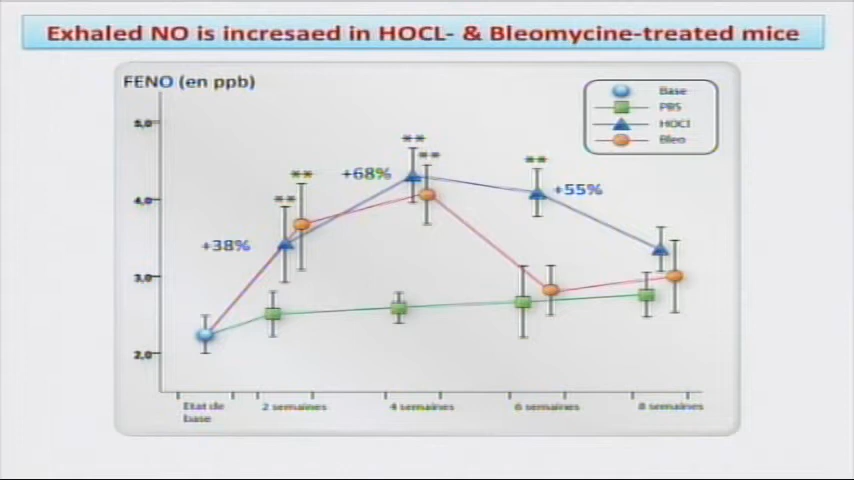 Exhaled NO is incresaed in HOCL- & Bleomycine-treated mice
FENO (en ppb)
Base
PBS
HOCl
Bleo
5,0
4,0
3,0
2,0
+38%
**
**
+68%
**
**
**
+55%
Etat de
base
2 semaines
4 semaines
6 semaines
8 semaines